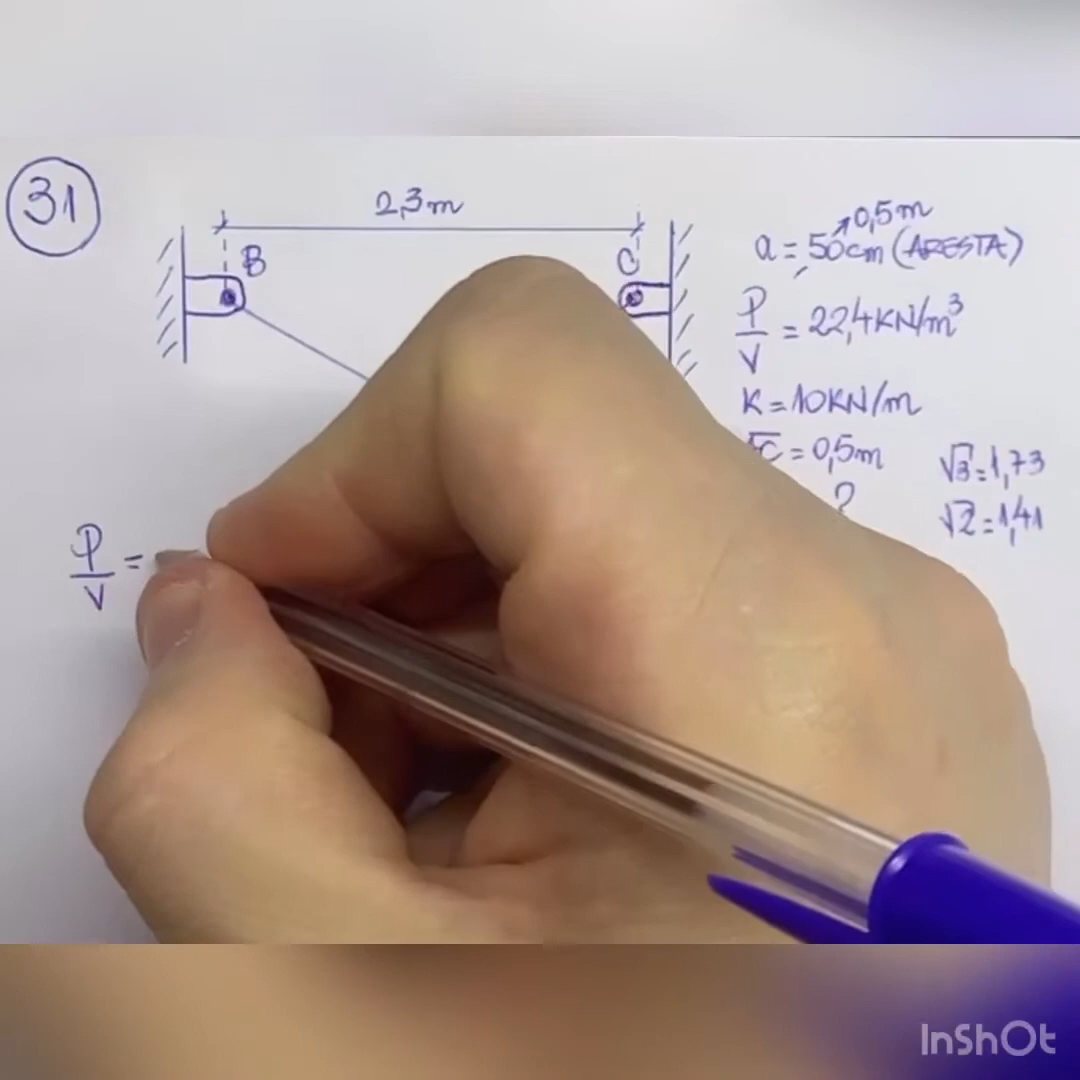 31
2,3m
B
C
0,5m
a = 50cm (ARESTA)
P/V = 22,4KN/m³
K = 10KN/m
C = 0,5m
?
√3 = 1,73
√2 = 1,41
P/V =
InShOt